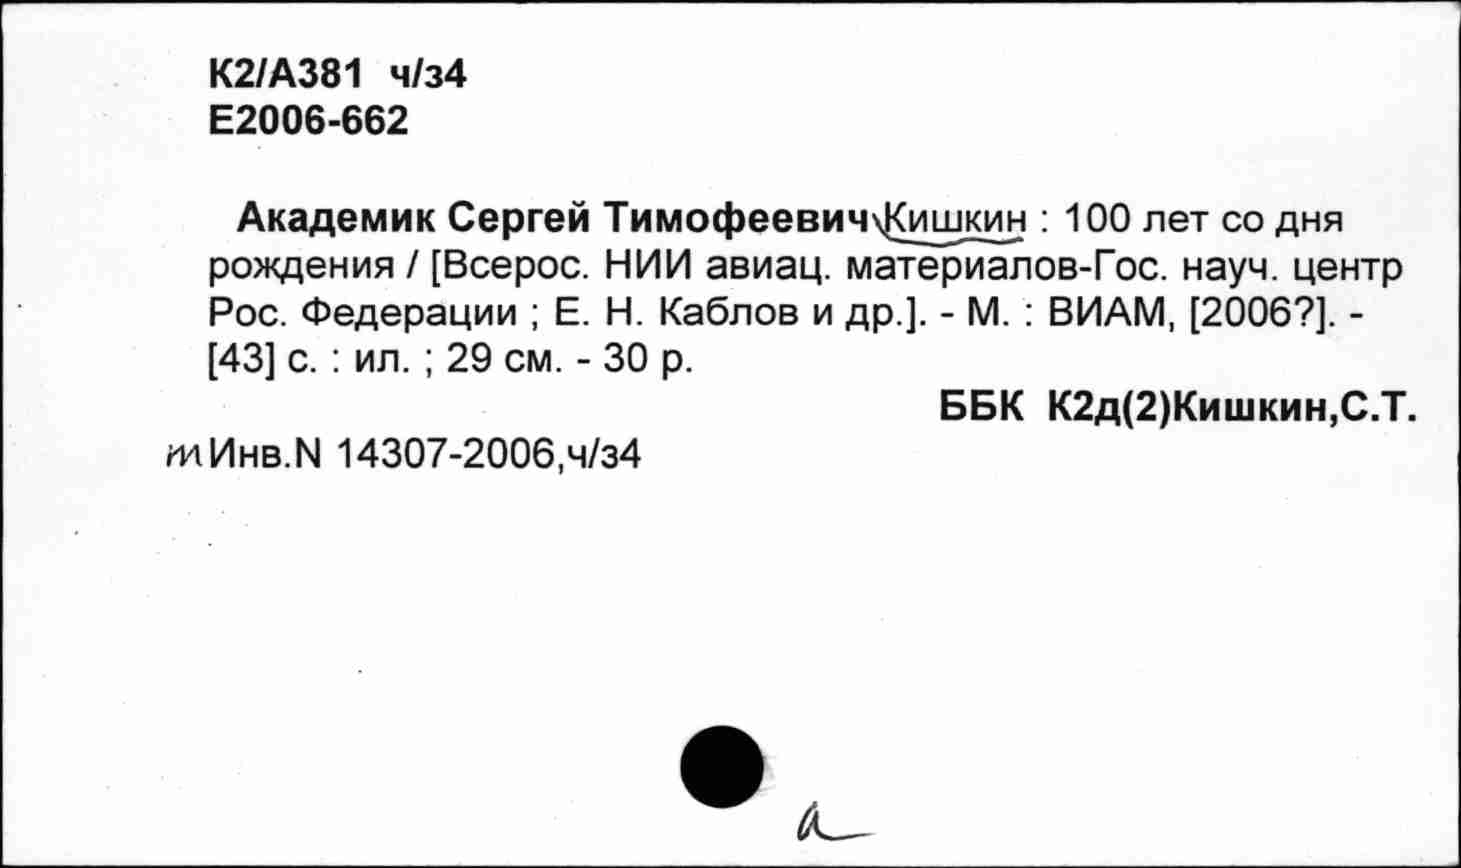 К2/А381 ч/з4
Е2006-662
Академик Сергей Тимофеевич Кишкин : 100 лет со дня
рождения / [Всерос. НИИ авиац. материалов-Гос. науч. центр
Рос. Федерации ; Е. Н. Каблов и др.]. - М. : ВИАМ, [2006?]. -
[43] с. : ил. ; 29 см. - 30 р.
ББК К2д(2)Кишкин,С.Т.
Инв.N 14307-2006,ч/з4
а